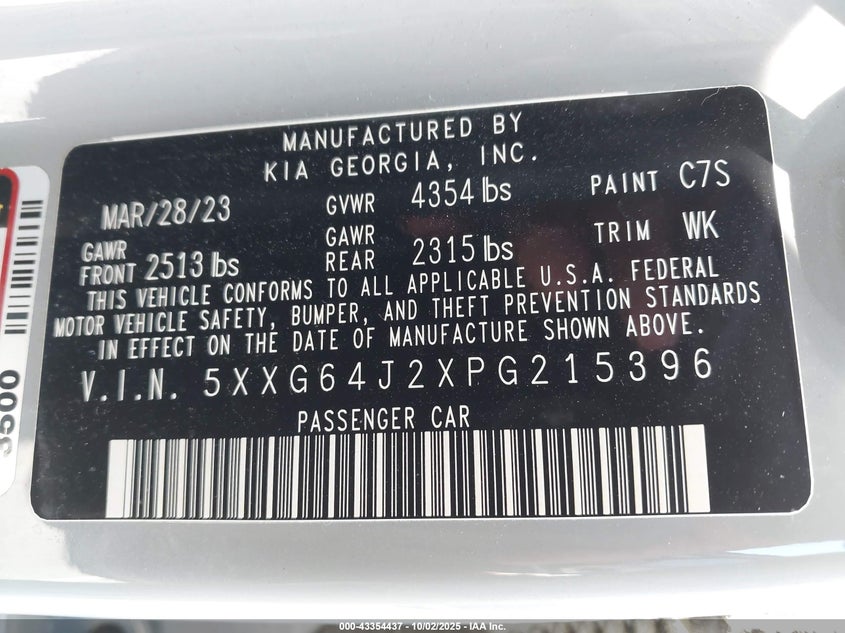 MANUFACTURED BY
KIA GEORGIA, INC.
MAR/28/23 GVWR 4354 lbs PAINT C7S
GAWR FRONT 2513 lbs GAWR REAR 2315 lbs TRIM WK
THIS VEHICLE CONFORMS TO ALL APPLICABLE U.S.A. FEDERAL
MOTOR VEHICLE SAFETY, BUMPER, AND THEFT PREVENTION STANDARDS
IN EFFECT ON THE DATE OF MANUFACTURE SHOWN ABOVE.
V.I.N. 5XXG64J2XPG215396
PASSENGER CAR
000-43354437 - 10/02/2025 - IAA Inc.